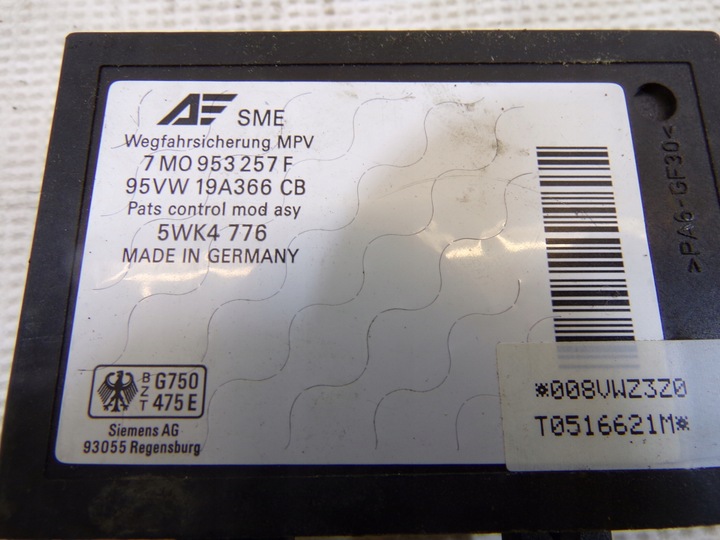 AE SME
Wegfahrsicherung MPV
7 M0 953 257 F
95VW 19A366 CB
Pats control mod asy
5WK4 776
MADE IN GERMANY
B Z T G750 475 E
Siemens AG
93055 Regensburg
*008VWZ3Z0
T0516621M*
>PA6-GF30<